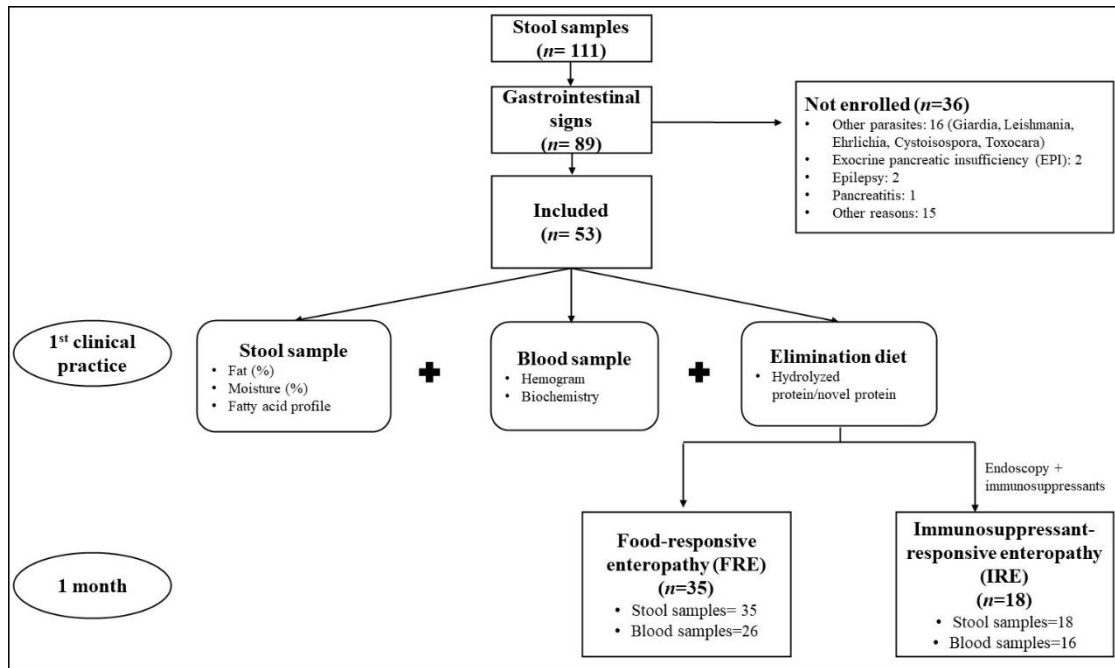 Stool samples
(n= 111)
Gastrointestinal
signs
(n= 89)
Not enrolled (n=36)
• Other parasites: 16 (Giardia, Leishmania,
Ehrlichia, Cystoisospora, Toxocara)
• Exocrine pancreatic insufficiency (EPI): 2
• Epilepsy: 2
• Pancreatitis: 1
• Other reasons: 15
Included
(n= 53)
1st clinical
practice
Stool sample
• Fat (%)
• Moisture (%)
• Fatty acid profile
Blood sample
• Hemogram
• Biochemistry
Elimination diet
• Hydrolyzed
protein/novel protein
Endoscopy +
immunosuppressants
1 month
Food-responsive
enteropathy (FRE)
(n=35)
• Stool samples= 35
• Blood samples=26
Immunosuppressant-
responsive enteropathy
(IRE)
(n=18)
• Stool samples=18
• Blood samples=16